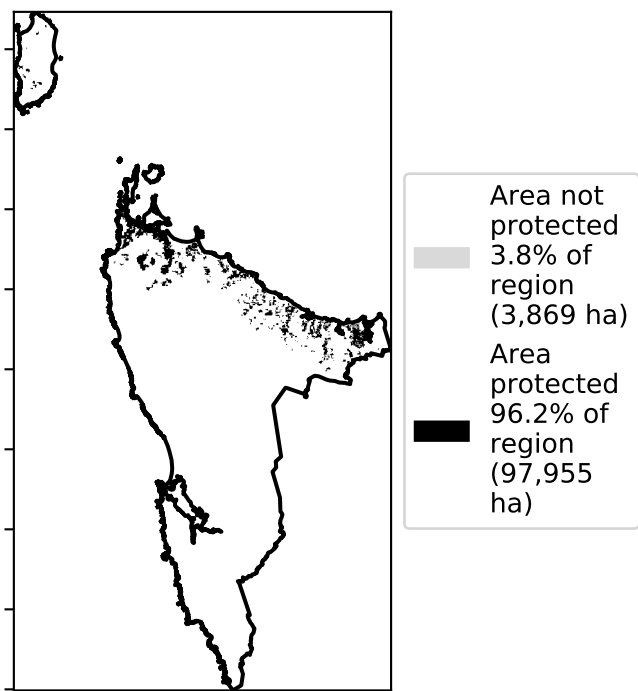 Area not
protected
3.8% of
region
(3,869 ha)
Area
protected
96.2% of
region
(97,955
ha)